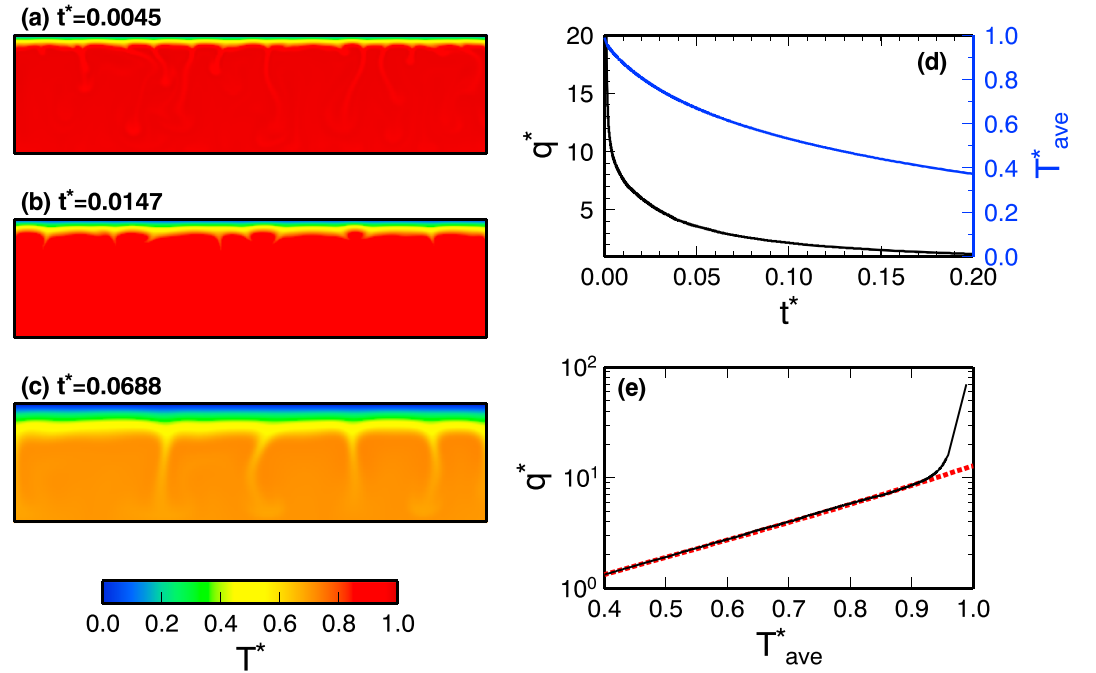 (a) t*=0.0045
(b) t*=0.0147
(c) t*=0.0688
0.0 0.2 0.4 0.6 0.8 1.0
T*
(d)
20
15
10
5
q*
1.0
0.8
0.6
0.4
0.2
0.0
T*ave
0.00 0.05 0.10 0.15 0.20
t*
(e)
10²
10¹
10⁰
q*
0.4 0.5 0.6 0.7 0.8 0.9 1.0
T*ave